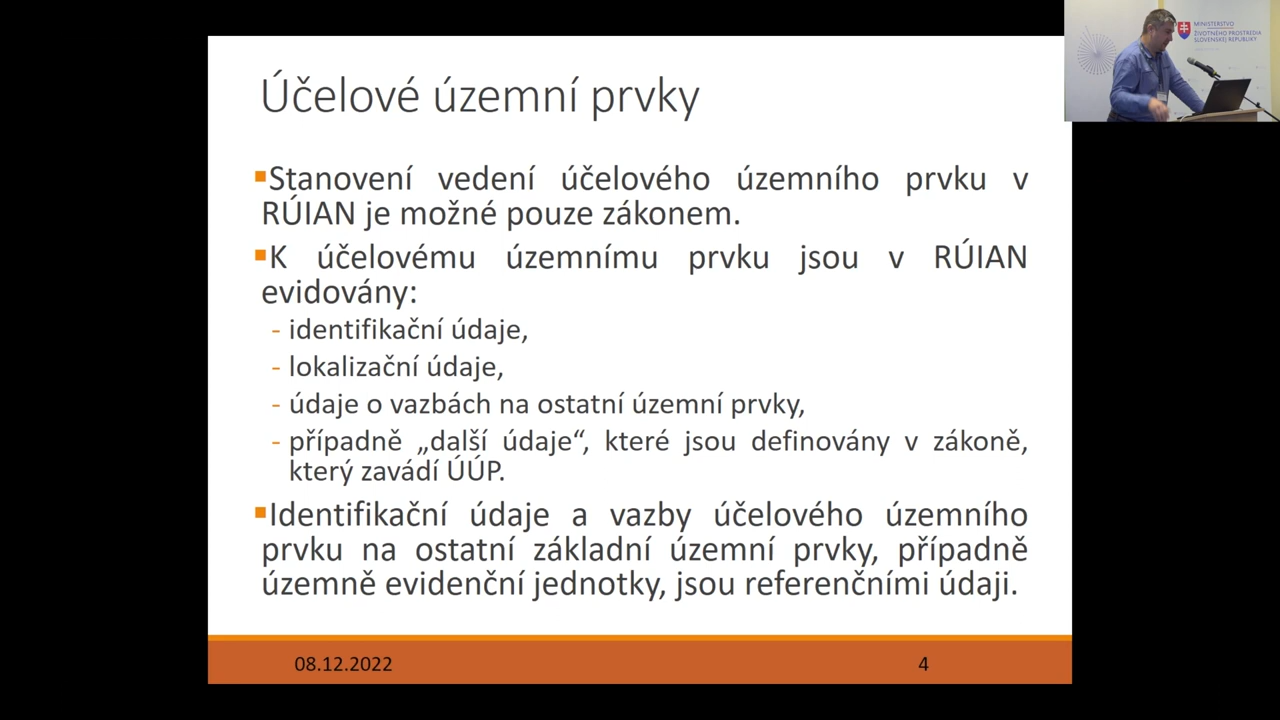 Účelové územní prvky
▪Stanovení vedení účelového územního prvku v
RÚIAN je možné pouze zákonem.
▪K účelovému územnímu prvku jsou v RÚIAN
evidovány:
- identifikační údaje,
- lokalizační údaje,
- údaje o vazbách na ostatní územní prvky,
- případně „další údaje“, které jsou definovány v zákoně,
který zavádí ÚÚP.
▪Identifikační údaje a vazby účelového územního
prvku na ostatní základní územní prvky, případně
územně evidenční jednotky, jsou referenčními údaji.
08.12.2022
4
MINISTERSTVO
ŽIVOTNÉHO PROSTREDIA
SLOVENSKEJ REPUBLIKY